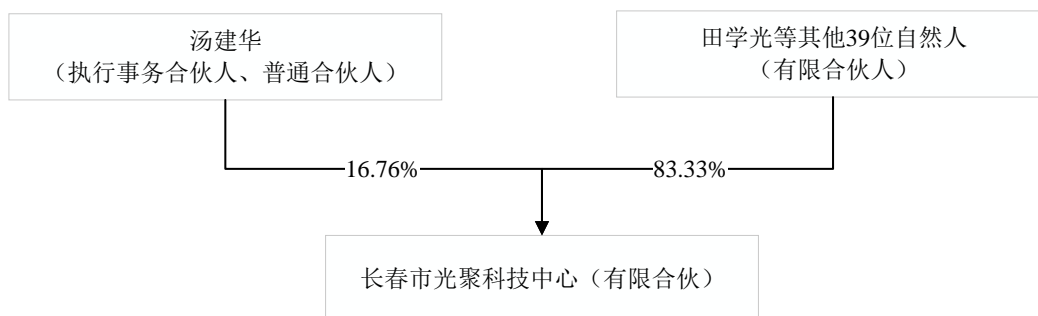 汤建华
（执行事务合伙人、普通合伙人）
田学光等其他39位自然人
（有限合伙人）
16.76%
83.33%
长春市光聚科技中心（有限合伙）